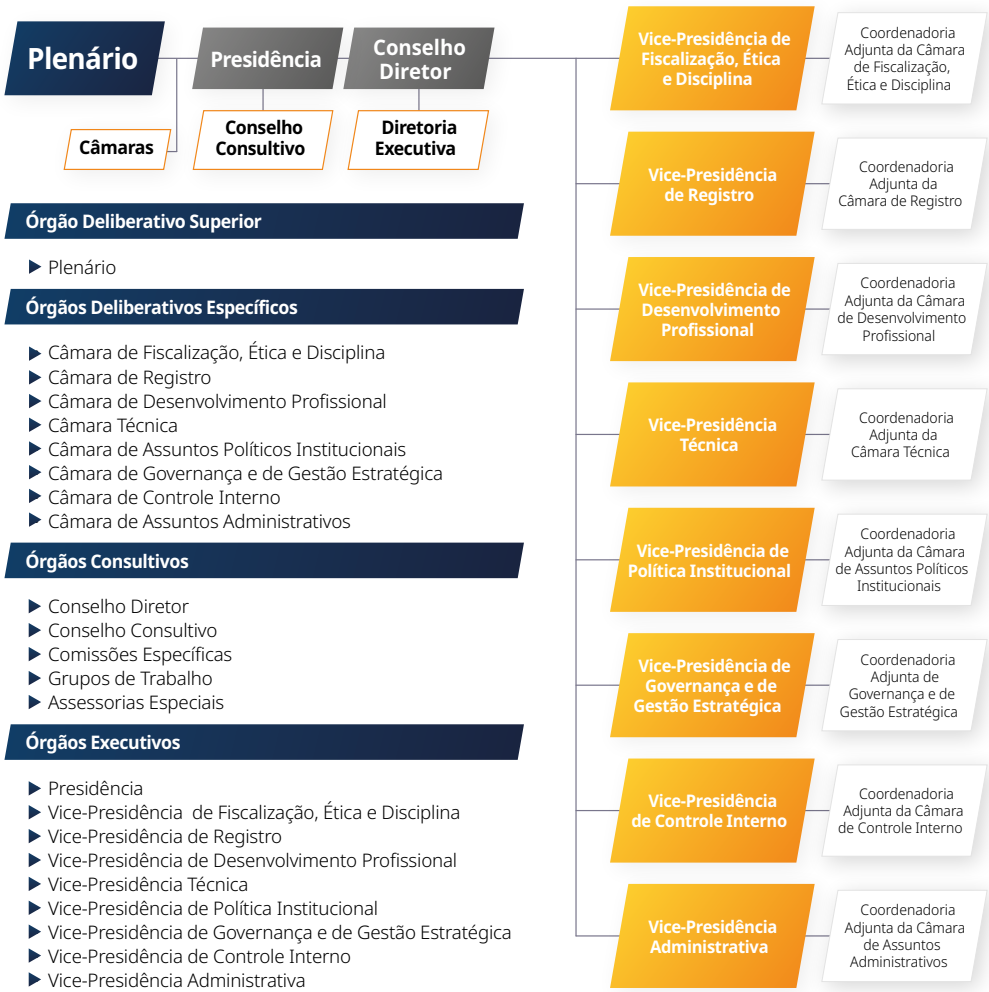 Plenário
Presidência
Conselho
Diretor
Câmaras
Conselho
Consultivo
Diretoria
Executiva
Órgão Deliberativo Superior
Plenário
Órgãos Deliberativos Específicos
Câmara de Fiscalização, Ética e Disciplina
Câmara de Registro
Câmara de Desenvolvimento Profissional
Câmara Técnica
Câmara de Assuntos Políticos Institucionais
Câmara de Governança e de Gestão Estratégica
Câmara de Controle Interno
Câmara de Assuntos Administrativos
Órgãos Consultivos
Conselho Diretor
Conselho Consultivo
Comissões Específicas
Grupos de Trabalho
Assessorias Especiais
Órgãos Executivos
Presidência
Vice-Presidência de Fiscalização, Ética e Disciplina
Vice-Presidência de Registro
Vice-Presidência de Desenvolvimento Profissional
Vice-Presidência Técnica
Vice-Presidência de Política Institucional
Vice-Presidência de Governança e de Gestão Estratégica
Vice-Presidência de Controle Interno
Vice-Presidência Administrativa
Vice-Presidência de
Fiscalização, Ética
e Disciplina
Coordenadoria
Adjunta da Câmara
de Fiscalização,
Ética e Disciplina
Vice-Presidência
de Registro
Coordenadoria
Adjunta da
Câmara de Registro
Vice-Presidência de
Desenvolvimento
Profissional
Coordenadoria
Adjunta da Câmara
de Desenvolvimento
Profissional
Vice-Presidência
Técnica
Coordenadoria
Adjunta da
Câmara Técnica
Vice-Presidência de
Política Institucional
Coordenadoria
Adjunta da Câmara
de Assuntos Políticos
Institucionais
Vice-Presidência de
Governança e de
Gestão Estratégica
Coordenadoria
Adjunta de
Governança e de
Gestão Estratégica
Vice-Presidência
de Controle Interno
Coordenadoria
Adjunta da Câmara
de Controle Interno
Vice-Presidência
Administrativa
Coordenadoria
Adjunta da Câmara
de Assuntos
Administrativos